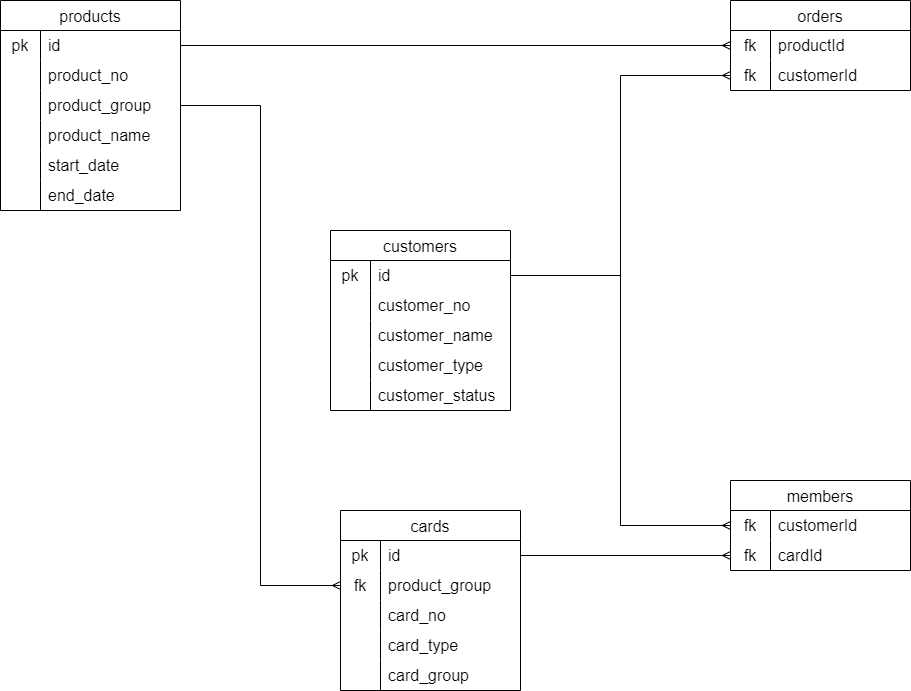 products
pk id
product_no
product_group
product_name
start_date
end_date
orders
fk productId
fk customerId
customers
pk id
customer_no
customer_name
customer_type
customer_status
cards
pk id
fk product_group
card_no
card_type
card_group
members
fk customerId
fk cardId